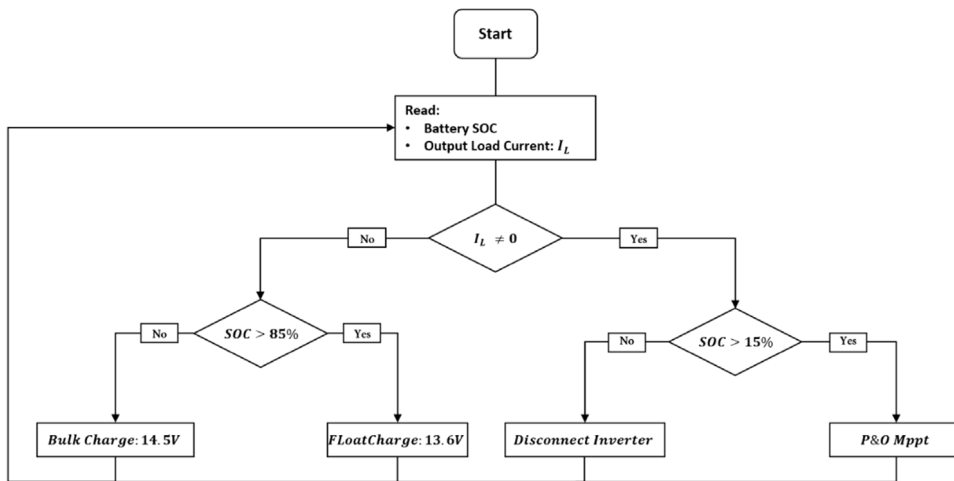 Start
Read:
• Battery SOC
• Output Load Current: I_L
I_L ≠ 0
No
Yes
SOC > 85%
No
Yes
SOC > 15%
No
Yes
Bulk Charge: 14.5V
FLoatCharge: 13.6V
Disconnect Inverter
P&O Mppt